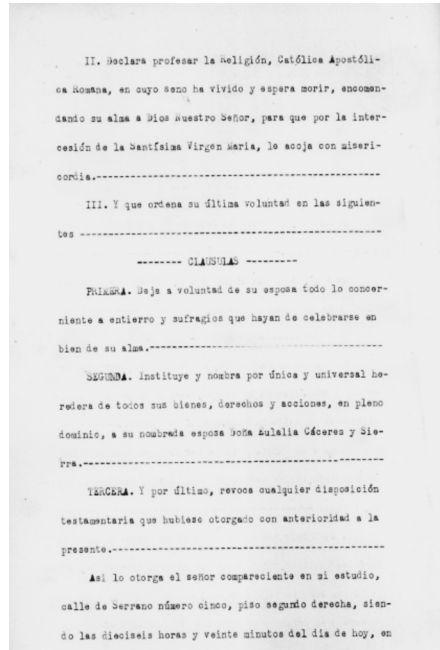 II. Declara profesar la Religión, Católica Apostóli-
ca Romana, en cuyo seno ha vivido y espera morir, encomen-
dando su alma a Dios Nuestro Señor, para que por la inter-
cesión de la Santísima Virgen Maria, le acoja con miseri-
cordia.-----------------------------------------------
III. Y que ordena su última voluntad en las siguien-
tes --------------------------------------------------
-------- CLAUSULAS ---------
PRIMERA. Deja a voluntad de su esposa todo lo concer-
niente a entierro y sufragios que hayan de celebrarse en
bien de su alma.---------------------------------------
SEGUNDA. Instituye y nombra por única y universal he-
redera de todos sus bienes, derechos y acciones, en pleno
dominio, a su nombrada esposa Doña Eulalia Cáceres y Sie-
rra.--------------------------------------------------
TERCERA. Y por último, revoca cualquier disposición
testamentaria que hubiese otorgado con anterioridad a la
presente.---------------------------------------------
Asi lo otorga el señor compareciente en mi estudio,
calle de Serrano número cinco, piso segundo derecha, sien-
do las dieciseis horas y veinte minutos del dia de hoy, en